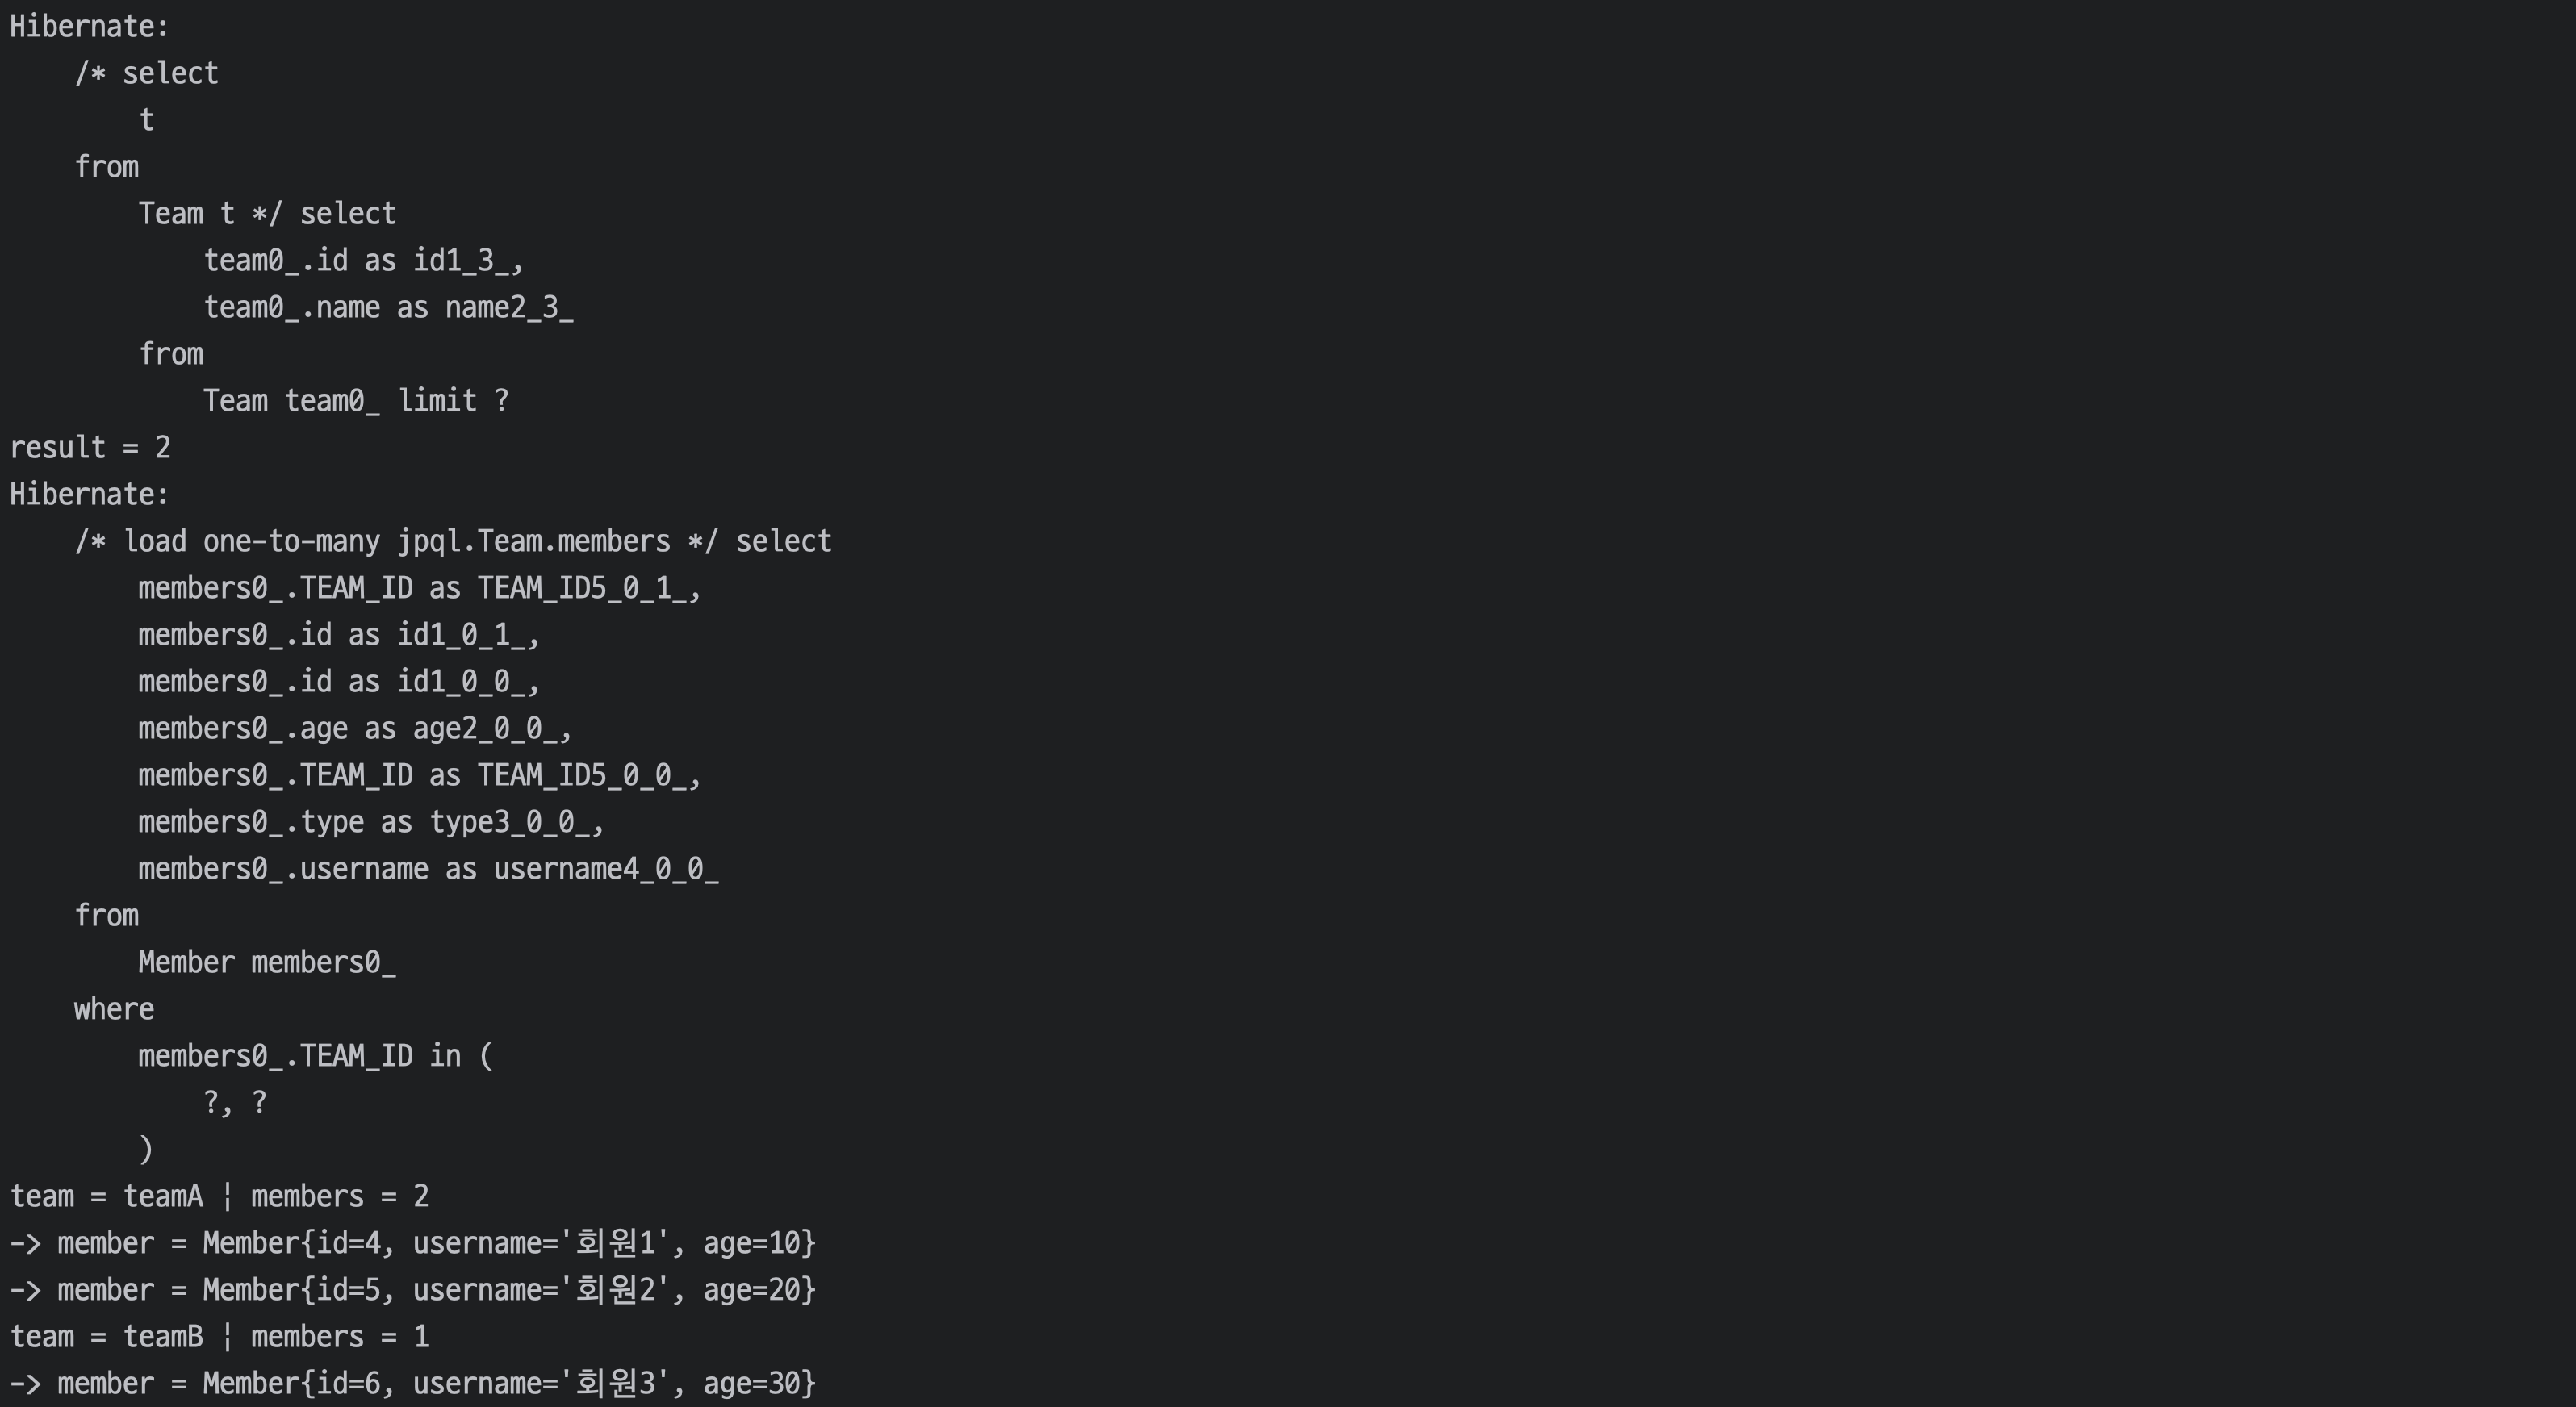 Hibernate:
    /* select
        t
    from
        Team t */ select
            team0_.id as id1_3_,
            team0_.name as name2_3_
        from
            Team team0_ limit ?
result = 2
Hibernate:
    /* load one-to-many jpql.Team.members */ select
        members0_.TEAM_ID as TEAM_ID5_0_1_,
        members0_.id as id1_0_1_,
        members0_.id as id1_0_0_,
        members0_.age as age2_0_0_,
        members0_.TEAM_ID as TEAM_ID5_0_0_,
        members0_.type as type3_0_0_,
        members0_.username as username4_0_0_
    from
        Member members0_
    where
        members0_.TEAM_ID in (
            ?, ?
        )
team = teamA | members = 2
-> member = Member{id=4, username='회원1', age=10}
-> member = Member{id=5, username='회원2', age=20}
team = teamB | members = 1
-> member = Member{id=6, username='회원3', age=30}